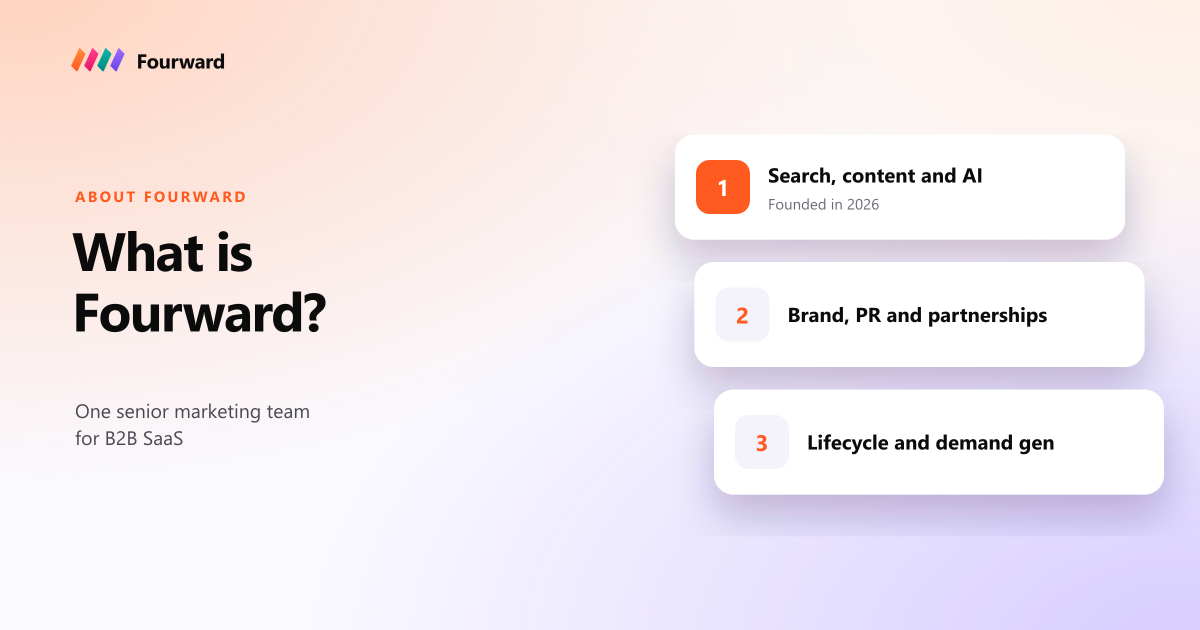 Fourward
ABOUT FOURWARD
What is
Fourward?
One senior marketing team
for B2B SaaS
1
Search, content and AI
Founded in 2026
2
Brand, PR and partnerships
3
Lifecycle and demand gen